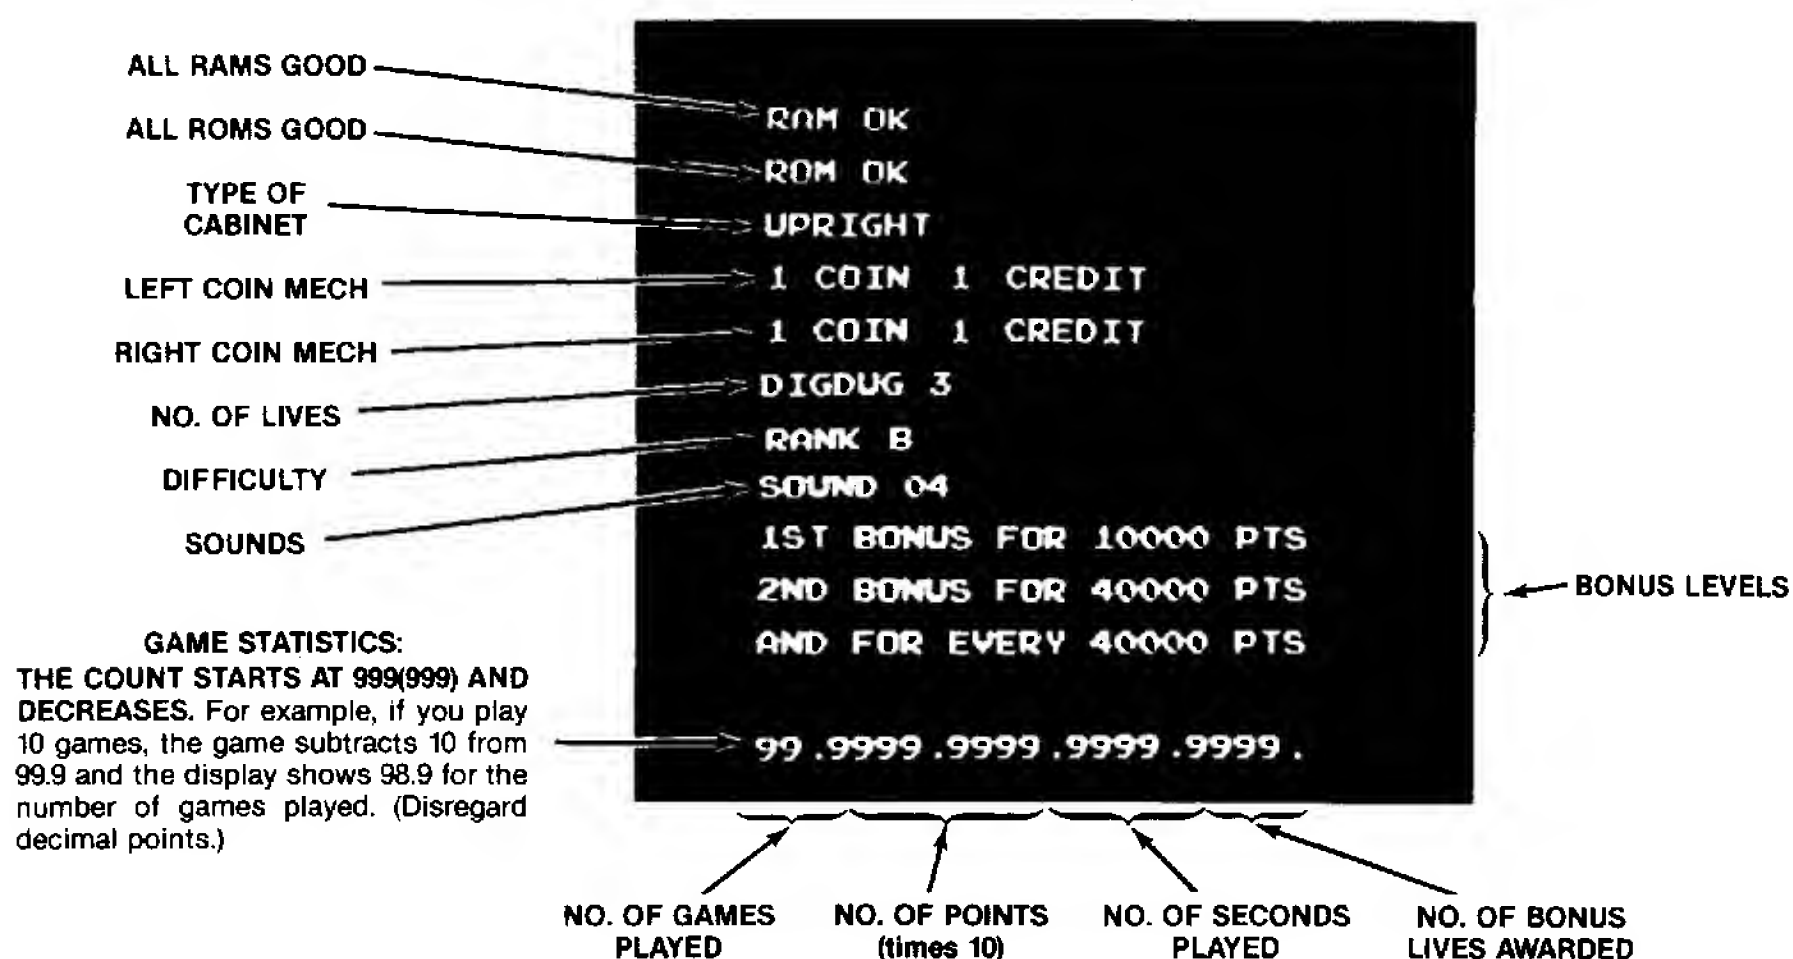 ALL RAMS GOOD
ALL ROMS GOOD
TYPE OF
CABINET
LEFT COIN MECH
RIGHT COIN MECH
NO. OF LIVES
DIFFICULTY
SOUNDS
RAM OK
ROM OK
UPRIGHT
1 COIN 1 CREDIT
1 COIN 1 CREDIT
DIGDUG 3
RANK B
SOUND 04
1ST BONUS FOR 10000 PTS
2ND BONUS FOR 40000 PTS
AND FOR EVERY 40000 PTS
99.9999.9999.9999.9999.
BONUS LEVELS
GAME STATISTICS:
THE COUNT STARTS AT 999(999) AND
DECREASES. For example, if you play
10 games, the game subtracts 10 from
99.9 and the display shows 98.9 for the
number of games played. (Disregard
decimal points.)
NO. OF GAMES
PLAYED
NO. OF POINTS
(times 10)
NO. OF SECONDS
PLAYED
NO. OF BONUS
LIVES AWARDED